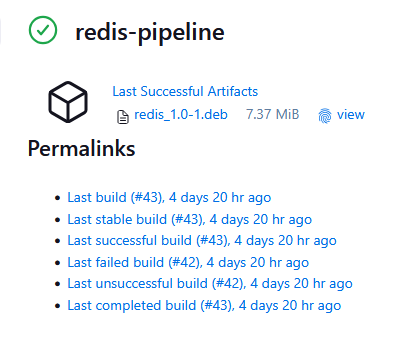 redis-pipeline
Last Successful Artifacts
redis_1.0-1.deb 7.37 MiB view
Permalinks
Last build (#43), 4 days 20 hr ago
Last stable build (#43), 4 days 20 hr ago
Last successful build (#43), 4 days 20 hr ago
Last failed build (#42), 4 days 20 hr ago
Last unsuccessful build (#42), 4 days 20 hr ago
Last completed build (#43), 4 days 20 hr ago